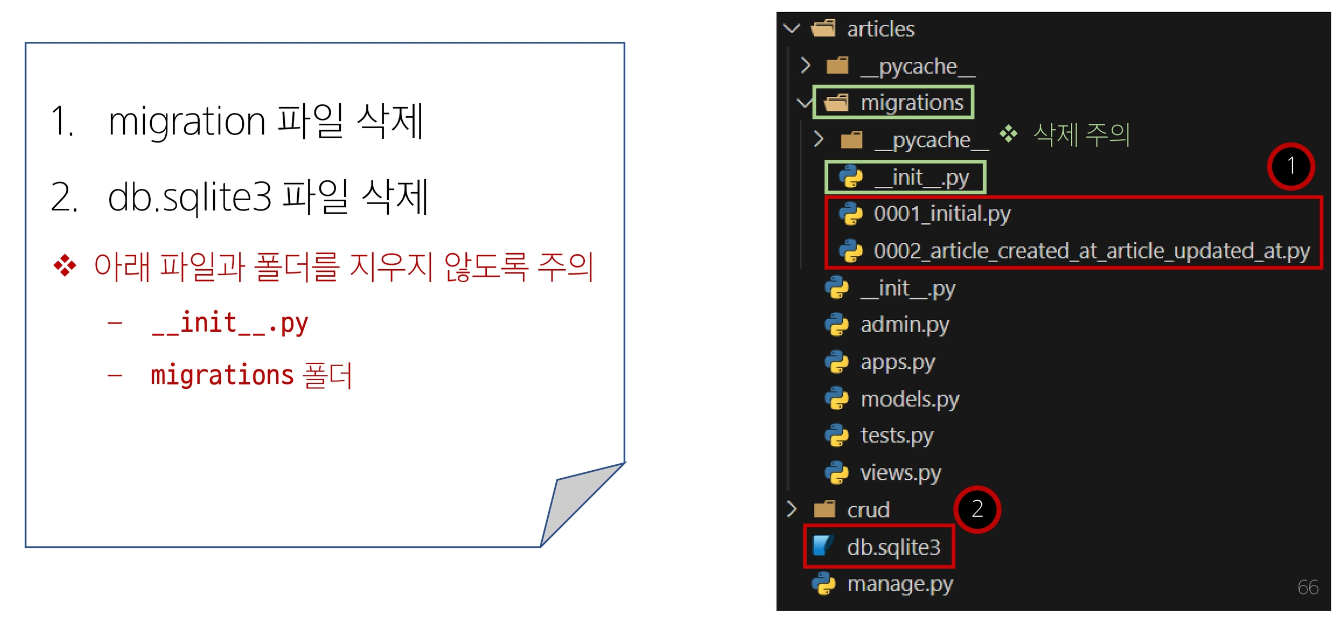 1. migration 파일 삭제
2. db.sqlite3 파일 삭제
❖ 아래 파일과 폴더를 지우지 않도록 주의
– __init__.py
– migrations 폴더
articles
__pycache__
migrations
__pycache__ ❖ 삭제 주의
__init__.py
1
0001_initial.py
0002_article_created_at_article_updated_at.py
__init__.py
admin.py
apps.py
models.py
tests.py
views.py
crud
2
db.sqlite3
manage.py
66